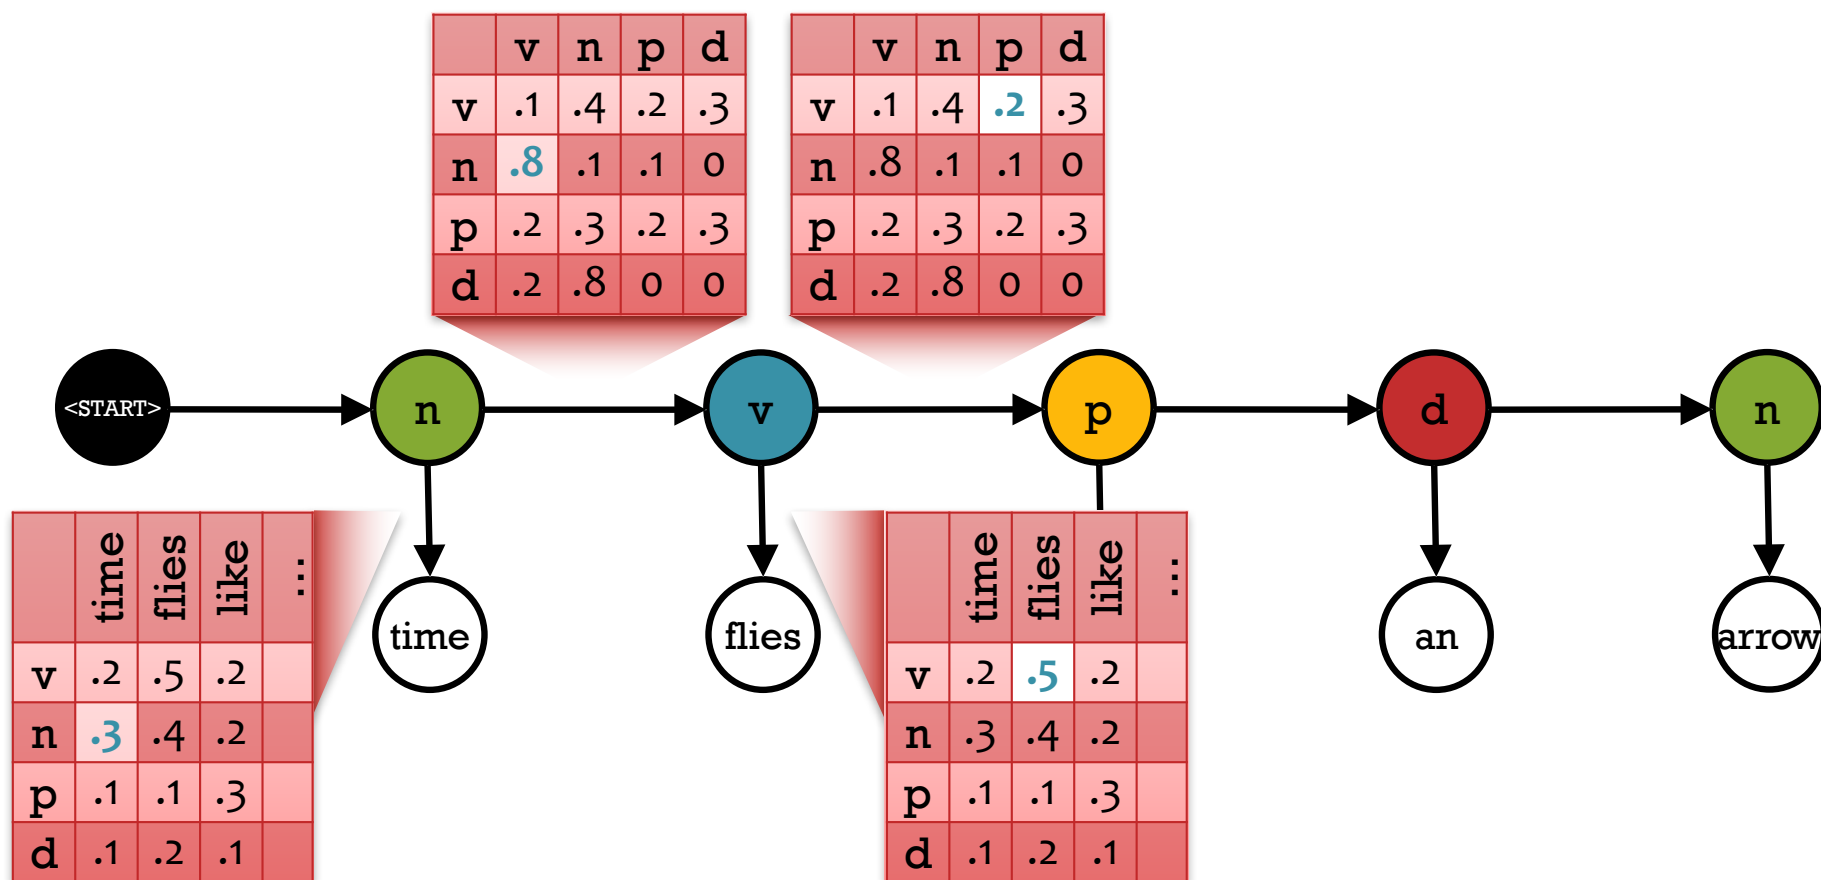 v n p d
v .1 .4 .2 .3
n .8 .1 .1 0
p .2 .3 .2 .3
d .2 .8 0 0
v n p d
v .1 .4 .2 .3
n .8 .1 .1 0
p .2 .3 .2 .3
d .2 .8 0 0
<START> n v p d n
time flies like ...
v .2 .5 .2
n .3 .4 .2
p .1 .1 .3
d .1 .2 .1
time
flies
time flies like ...
v .2 .5 .2
n .3 .4 .2
p .1 .1 .3
d .1 .2 .1
an
arrow